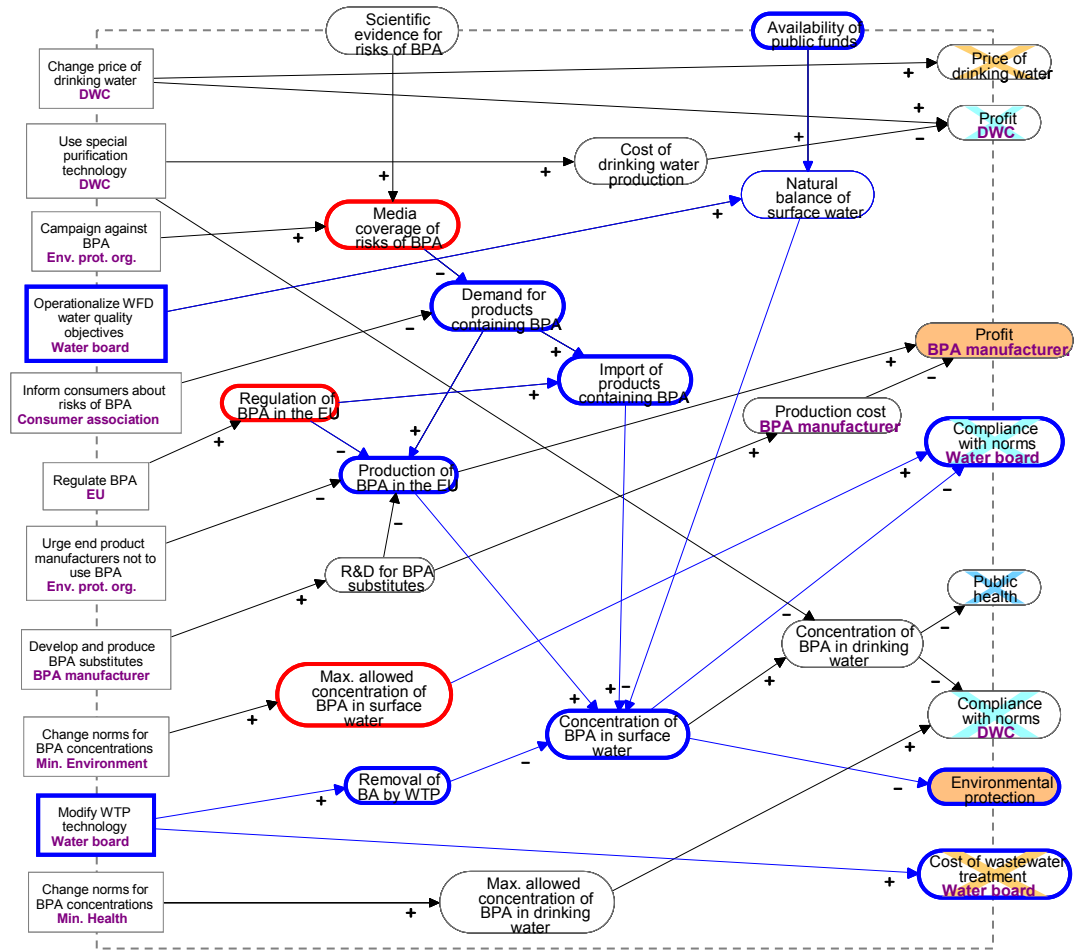 Scientific
evidence for
risks of BPA
Availability of
public funds
Change price of
drinking water
DWC
+
Price of
drinking water
+
Profit
DWC
Use special
purification
technology
DWC
+
Cost of
drinking water
production
−
+
+
Natural
balance of
surface water
+
Campaign against
BPA
Env. prot. org.
+
Media
coverage of
risks of BPA
−
Operationalize WFD
water quality
objectives
Water board
Demand for
products
containing BPA
−
+
Profit
BPA manufacturer
+
−
Inform consumers about
risks of BPA
Consumer association
Regulation of
BPA in the EU
+
Import of
products
containing BPA
Production cost
BPA manufacturer
+
Compliance
with norms
Water board
+
−
+
−
+
Production of
BPA in the EU
−
−
Regulate BPA
EU
Urge end product
manufacturers not to
use BPA
Env. prot. org.
R&D for BPA
substitutes
+
Public
health
−
Develop and produce
BPA substitutes
BPA manufacturer
−
Concentration of
BPA in drinking
water
+
−
Max. allowed
concentration of
BPA in surface
water
+
+
+
−
Concentration of
BPA in surface
water
−
Compliance
with norms
DWC
+
Change norms for
BPA concentrations
Min. Environment
Removal of
BA by WTP
+
Environmental
protection
−
Modify WTP
technology
Water board
Cost of wastewater
treatment
Water board
+
Change norms for
BPA concentrations
Min. Health
+
Max. allowed
concentration of
BPA in drinking
water